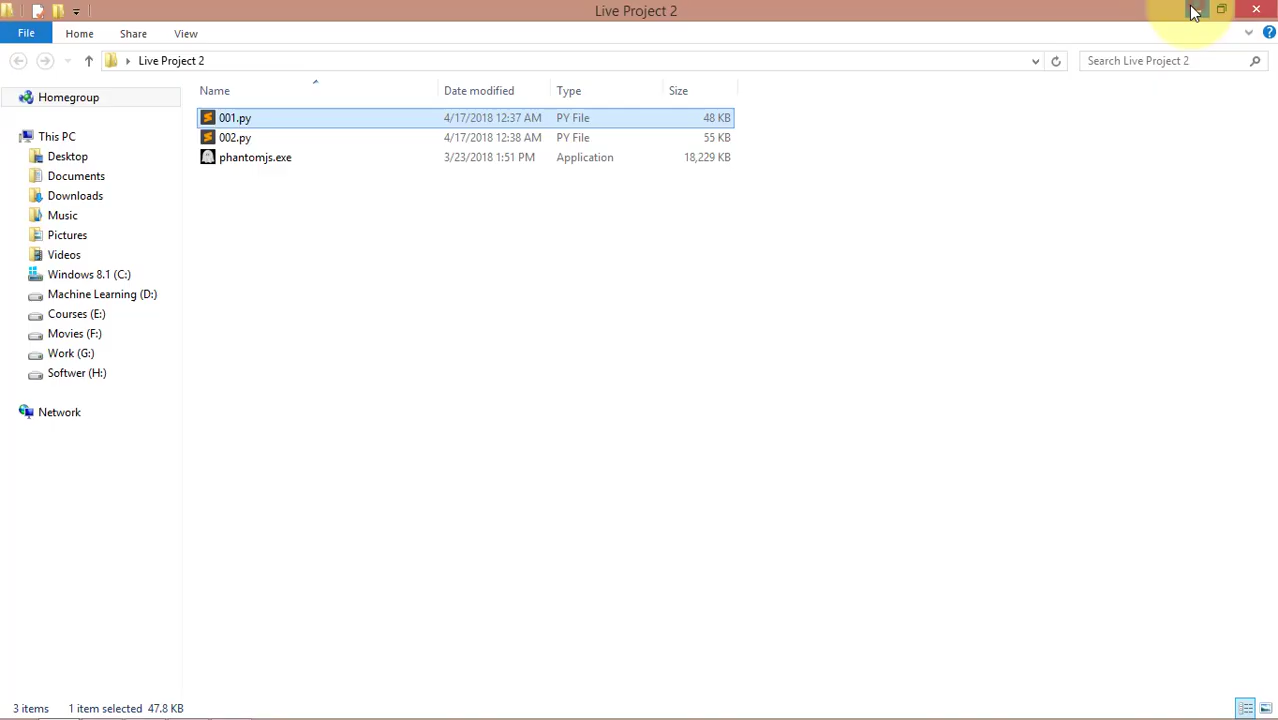 Live Project 2
File Home Share View
Live Project 2 Search Live Project 2
Name Date modified Type Size
Homegroup
001.py 4/17/2018 12:37 AM PY File 48 KB
This PC
002.py 4/17/2018 12:38 AM PY File 55 KB
Desktop
phantomjs.exe 3/23/2018 1:51 PM Application 18,229 KB
Documents
Downloads
Music
Pictures
Videos
Windows 8.1 (C:)
Machine Learning (D:)
Courses (E:)
Movies (F:)
Work (G:)
Softwer (H:)
Network
3 items 1 item selected 47.8 KB